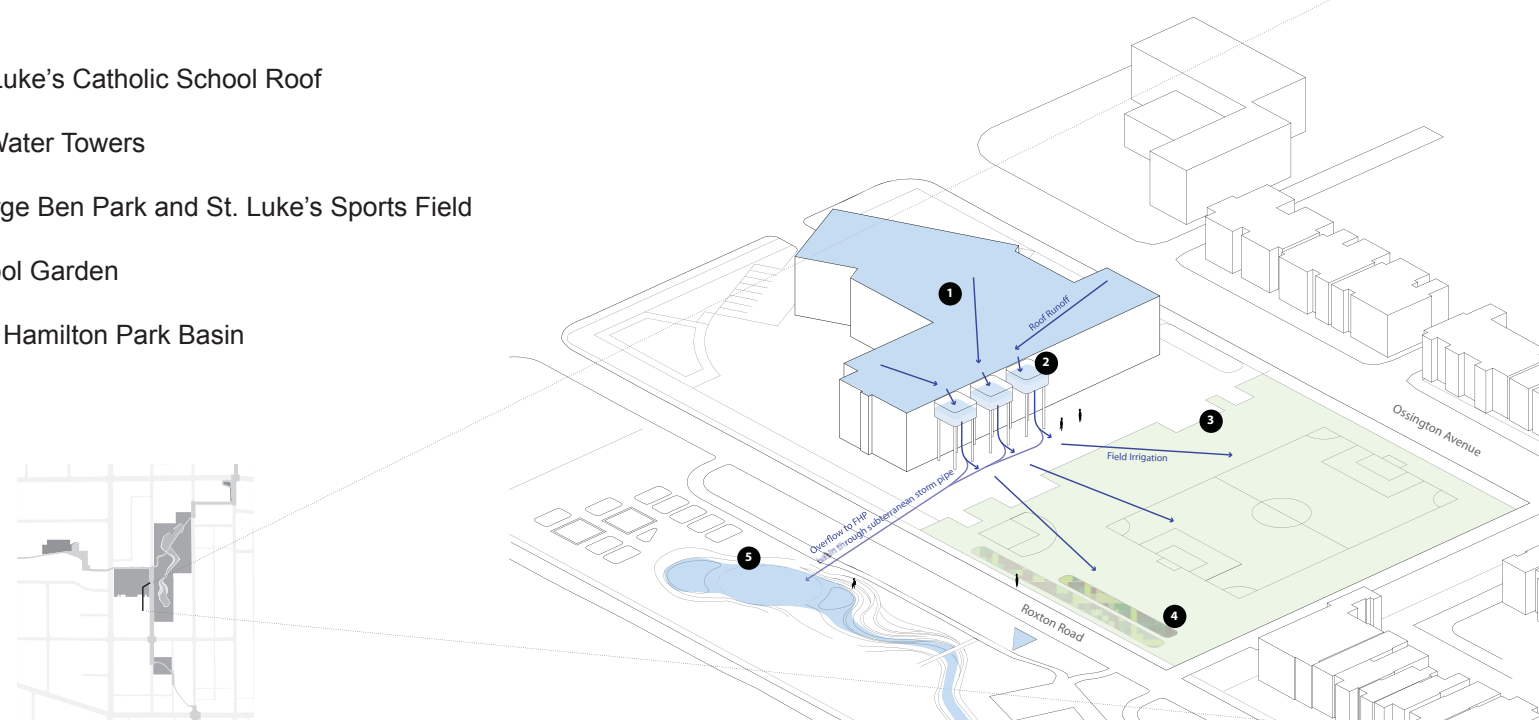 Luke’s Catholic School Roof
Water Towers
rge Ben Park and St. Luke’s Sports Field
ol Garden
Hamilton Park Basin
1
Roof Runoff
2
3
Ossington Avenue
Field Irrigation
Overflow to FHP
basin through subterranean storm pipe
5
4
Roxton Road